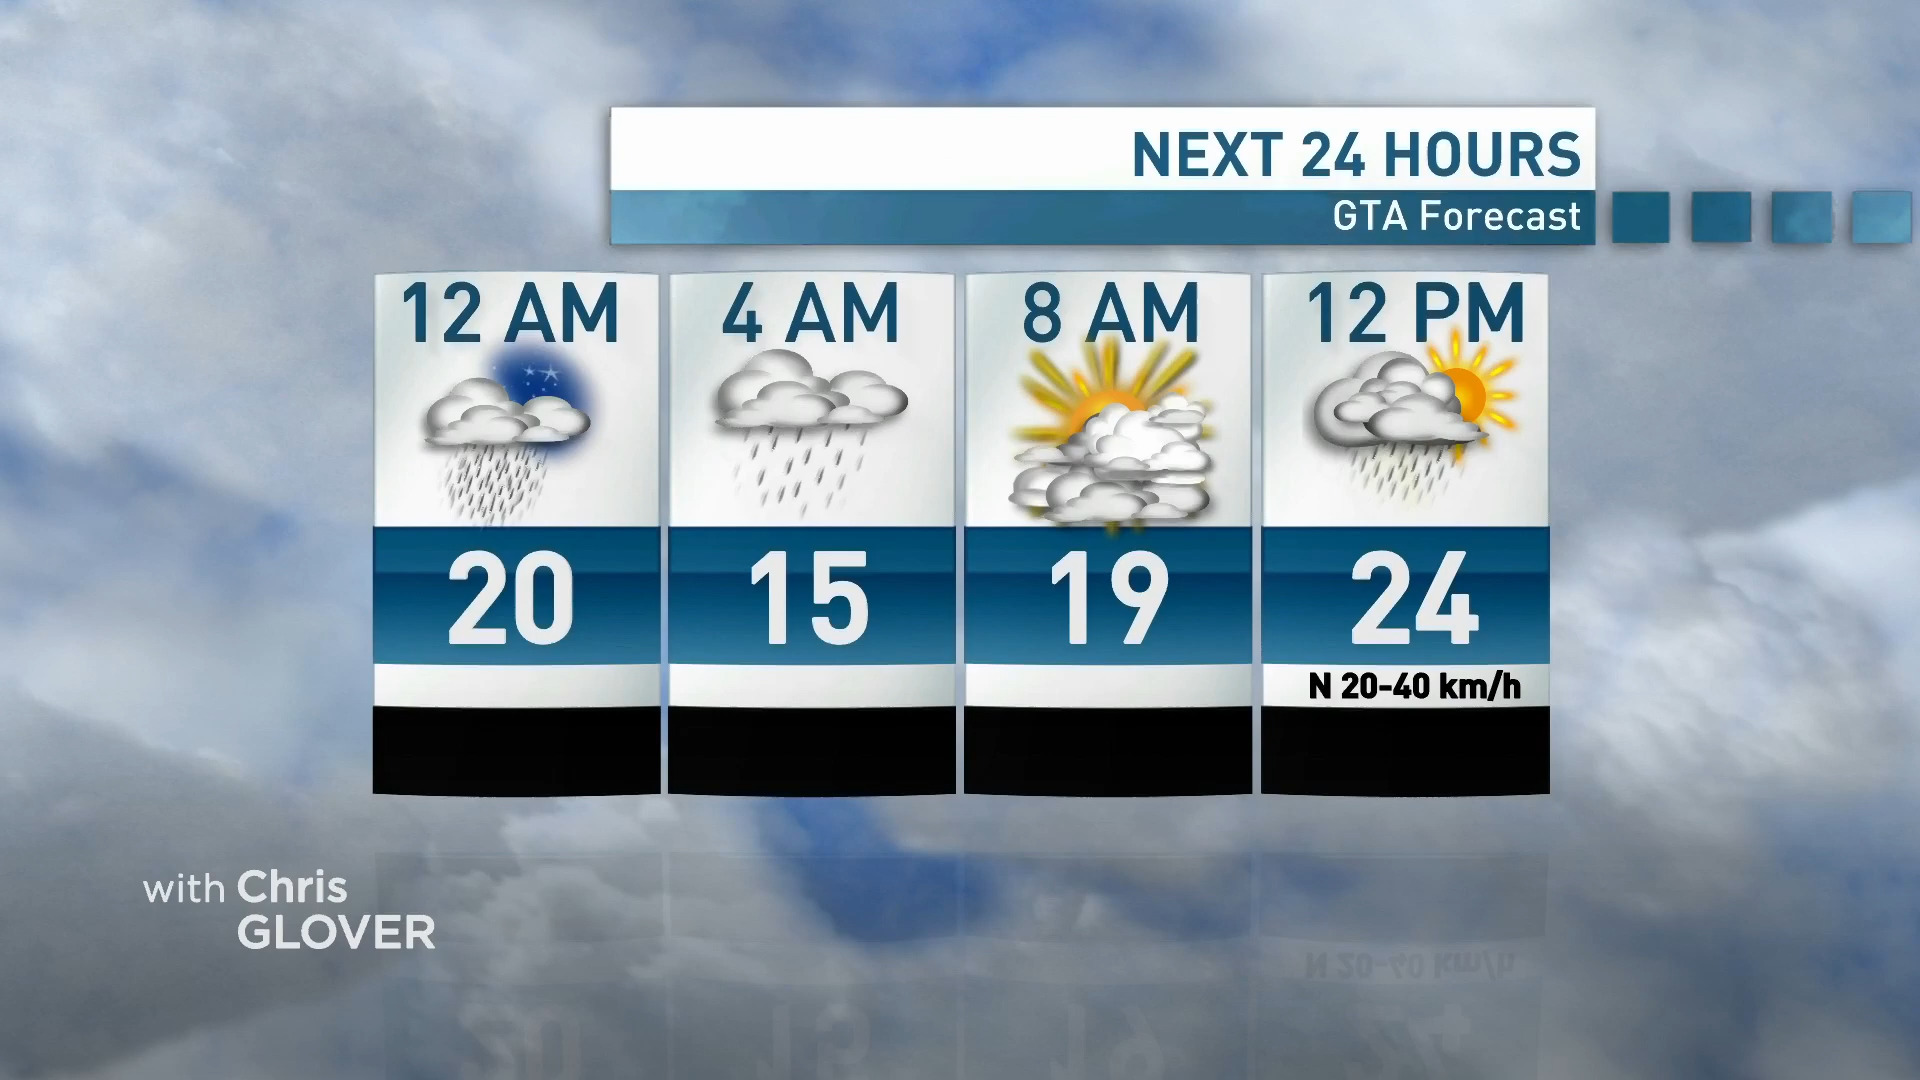 NEXT 24 HOURS
GTA Forecast
12 AM
4 AM
8 AM
12 PM
20
15
19
24
N 20-40 km/h
with Chris
GLOVER